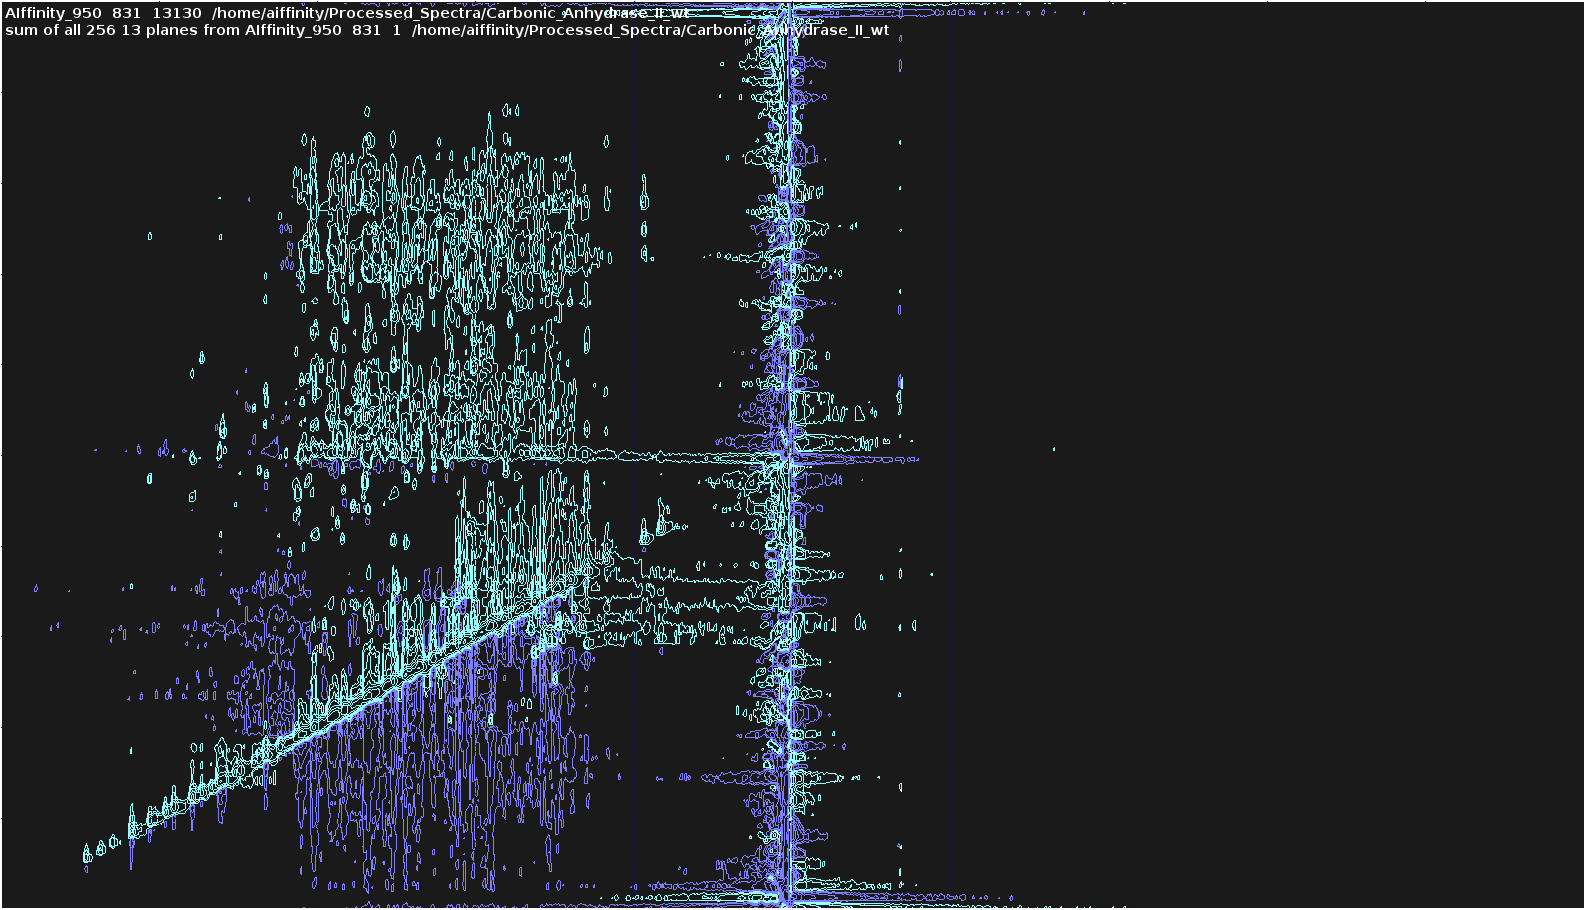 AIffinity_950 831 13130 /home/aiffinity/Processed_Spectra/Carbonic_Anhydrase_II_wt
sum of all 256 13 planes from AIffinity_950 831 1 /home/aiffinity/Processed_Spectra/Carbonic_Anhydrase_II_wt